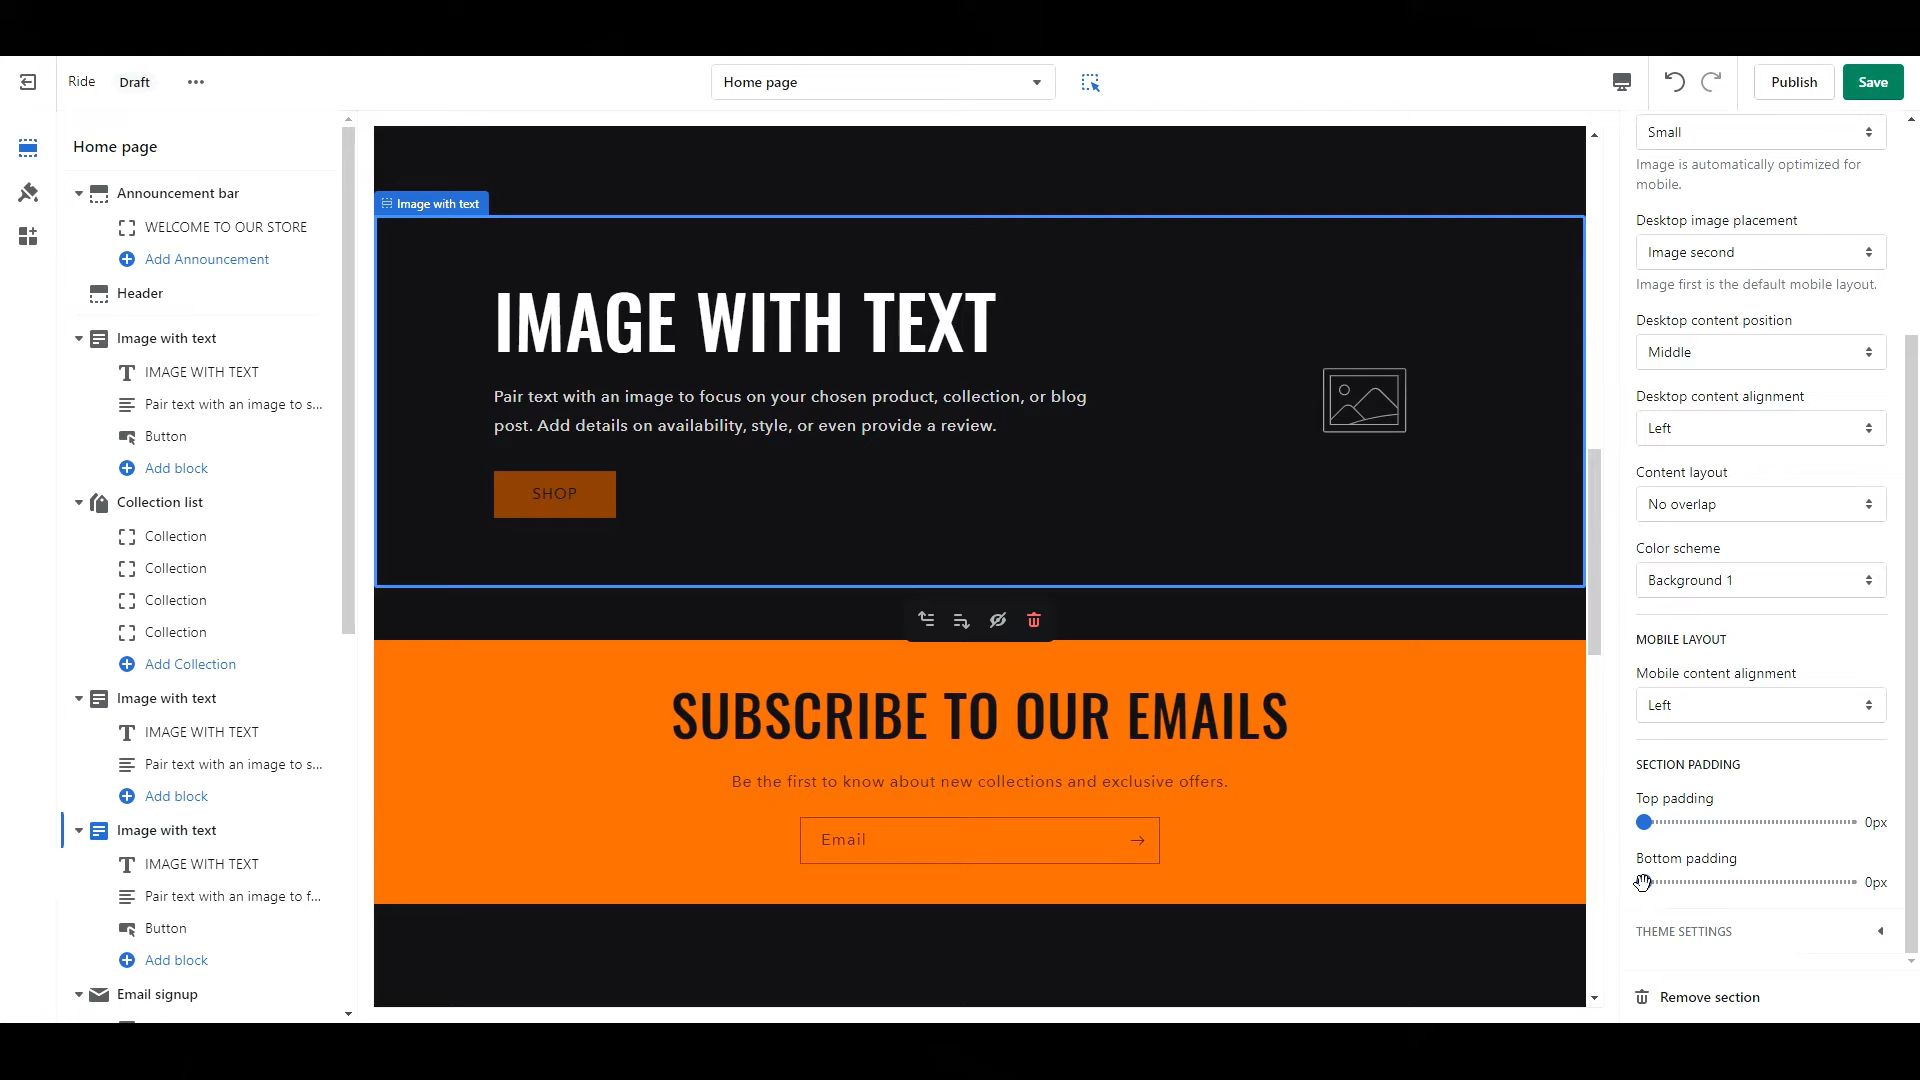 Ride
Draft
Home page
Publish
Save
Home page
Announcement bar
WELCOME TO OUR STORE
Add Announcement
Header
Image with text
IMAGE WITH TEXT
Pair text with an image to s...
Button
Add block
Collection list
Collection
Collection
Collection
Collection
Add Collection
Image with text
IMAGE WITH TEXT
Pair text with an image to s...
Add block
Image with text
IMAGE WITH TEXT
Pair text with an image to f...
Button
Add block
Email signup
Image with text
IMAGE WITH TEXT
Pair text with an image to focus on your chosen product, collection, or blog
post. Add details on availability, style, or even provide a review.
SHOP
SUBSCRIBE TO OUR EMAILS
Be the first to know about new collections and exclusive offers.
Email
Small
Image is automatically optimized for
mobile.
Desktop image placement
Image second
Image first is the default mobile layout.
Desktop content position
Middle
Desktop content alignment
Left
Content layout
No overlap
Color scheme
Background 1
MOBILE LAYOUT
Mobile content alignment
Left
SECTION PADDING
Top padding
0px
Bottom padding
0px
THEME SETTINGS
Remove section